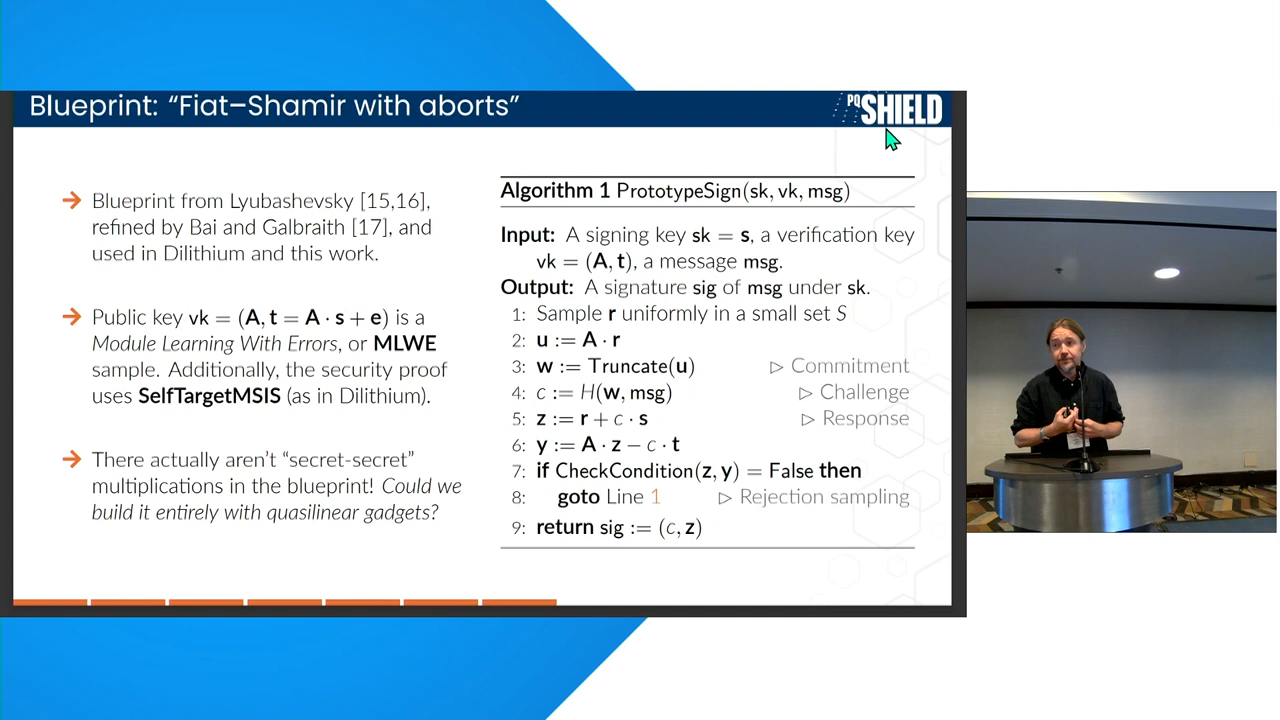 Blueprint: “Fiat–Shamir with aborts”
PQ SHIELD
→ Blueprint from Lyubashevsky [15,16],
refined by Bai and Galbraith [17], and
used in Dilithium and this work.
→ Public key vk = (A, t = A · s + e) is a
Module Learning With Errors, or MLWE
sample. Additionally, the security proof
uses SelfTargetMSIS (as in Dilithium).
→ There actually aren’t “secret-secret”
multiplications in the blueprint! Could we
build it entirely with quasilinear gadgets?
Algorithm 1 PrototypeSign(sk, vk, msg)
Input: A signing key sk = s, a verification key
vk = (A, t), a message msg.
Output: A signature sig of msg under sk.
1: Sample r uniformly in a small set S
2: u := A · r
3: w := Truncate(u) ▷ Commitment
4: c := H(w, msg) ▷ Challenge
5: z := r + c · s ▷ Response
6: y := A · z − c · t
7: if CheckCondition(z, y) = False then
8: goto Line 1 ▷ Rejection sampling
9: return sig := (c, z)